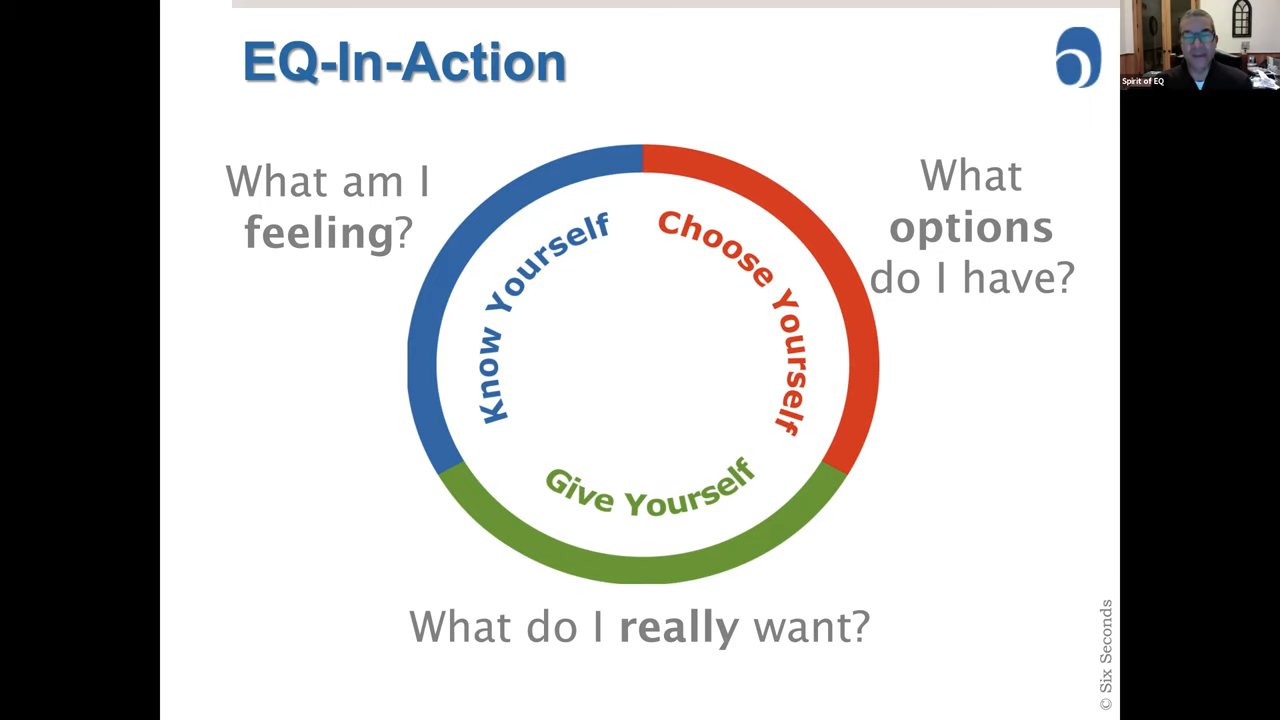 EQ-In-Action
Spirit of EQ
What am I
feeling?
What
options
do I have?
Know Yourself
Choose Yourself
Give Yourself
What do I really want?
© Six Seconds